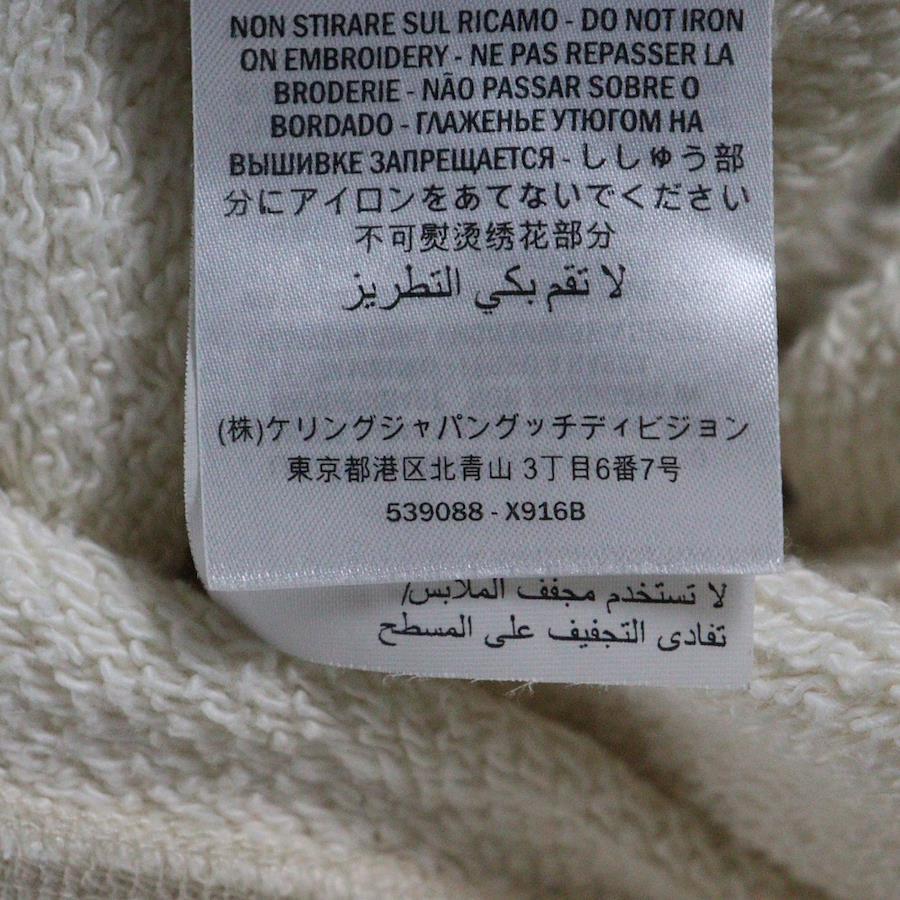 NON STIRARE SUL RICAMO - DO NOT IRON
ON EMBROIDERY - NE PAS REPASSER LA
BRODERIE - NÃO PASSAR SOBRE O
BORDADO - ГЛАЖЕНЬЕ УТЮГОМ НА
ВЫШИВКЕ ЗАПРЕЩАЕТСЯ - ししゅう部
分にアイロンをあてないでください
不可熨烫绣花部分
لا تقم بكي التطريز
(株)ケリングジャパングッチディビジョン
東京都港区北青山 3丁目6番7号
539088 - X916B
لا تستخدم مجفف الملابس/
تفادى التجفيف على المسطح